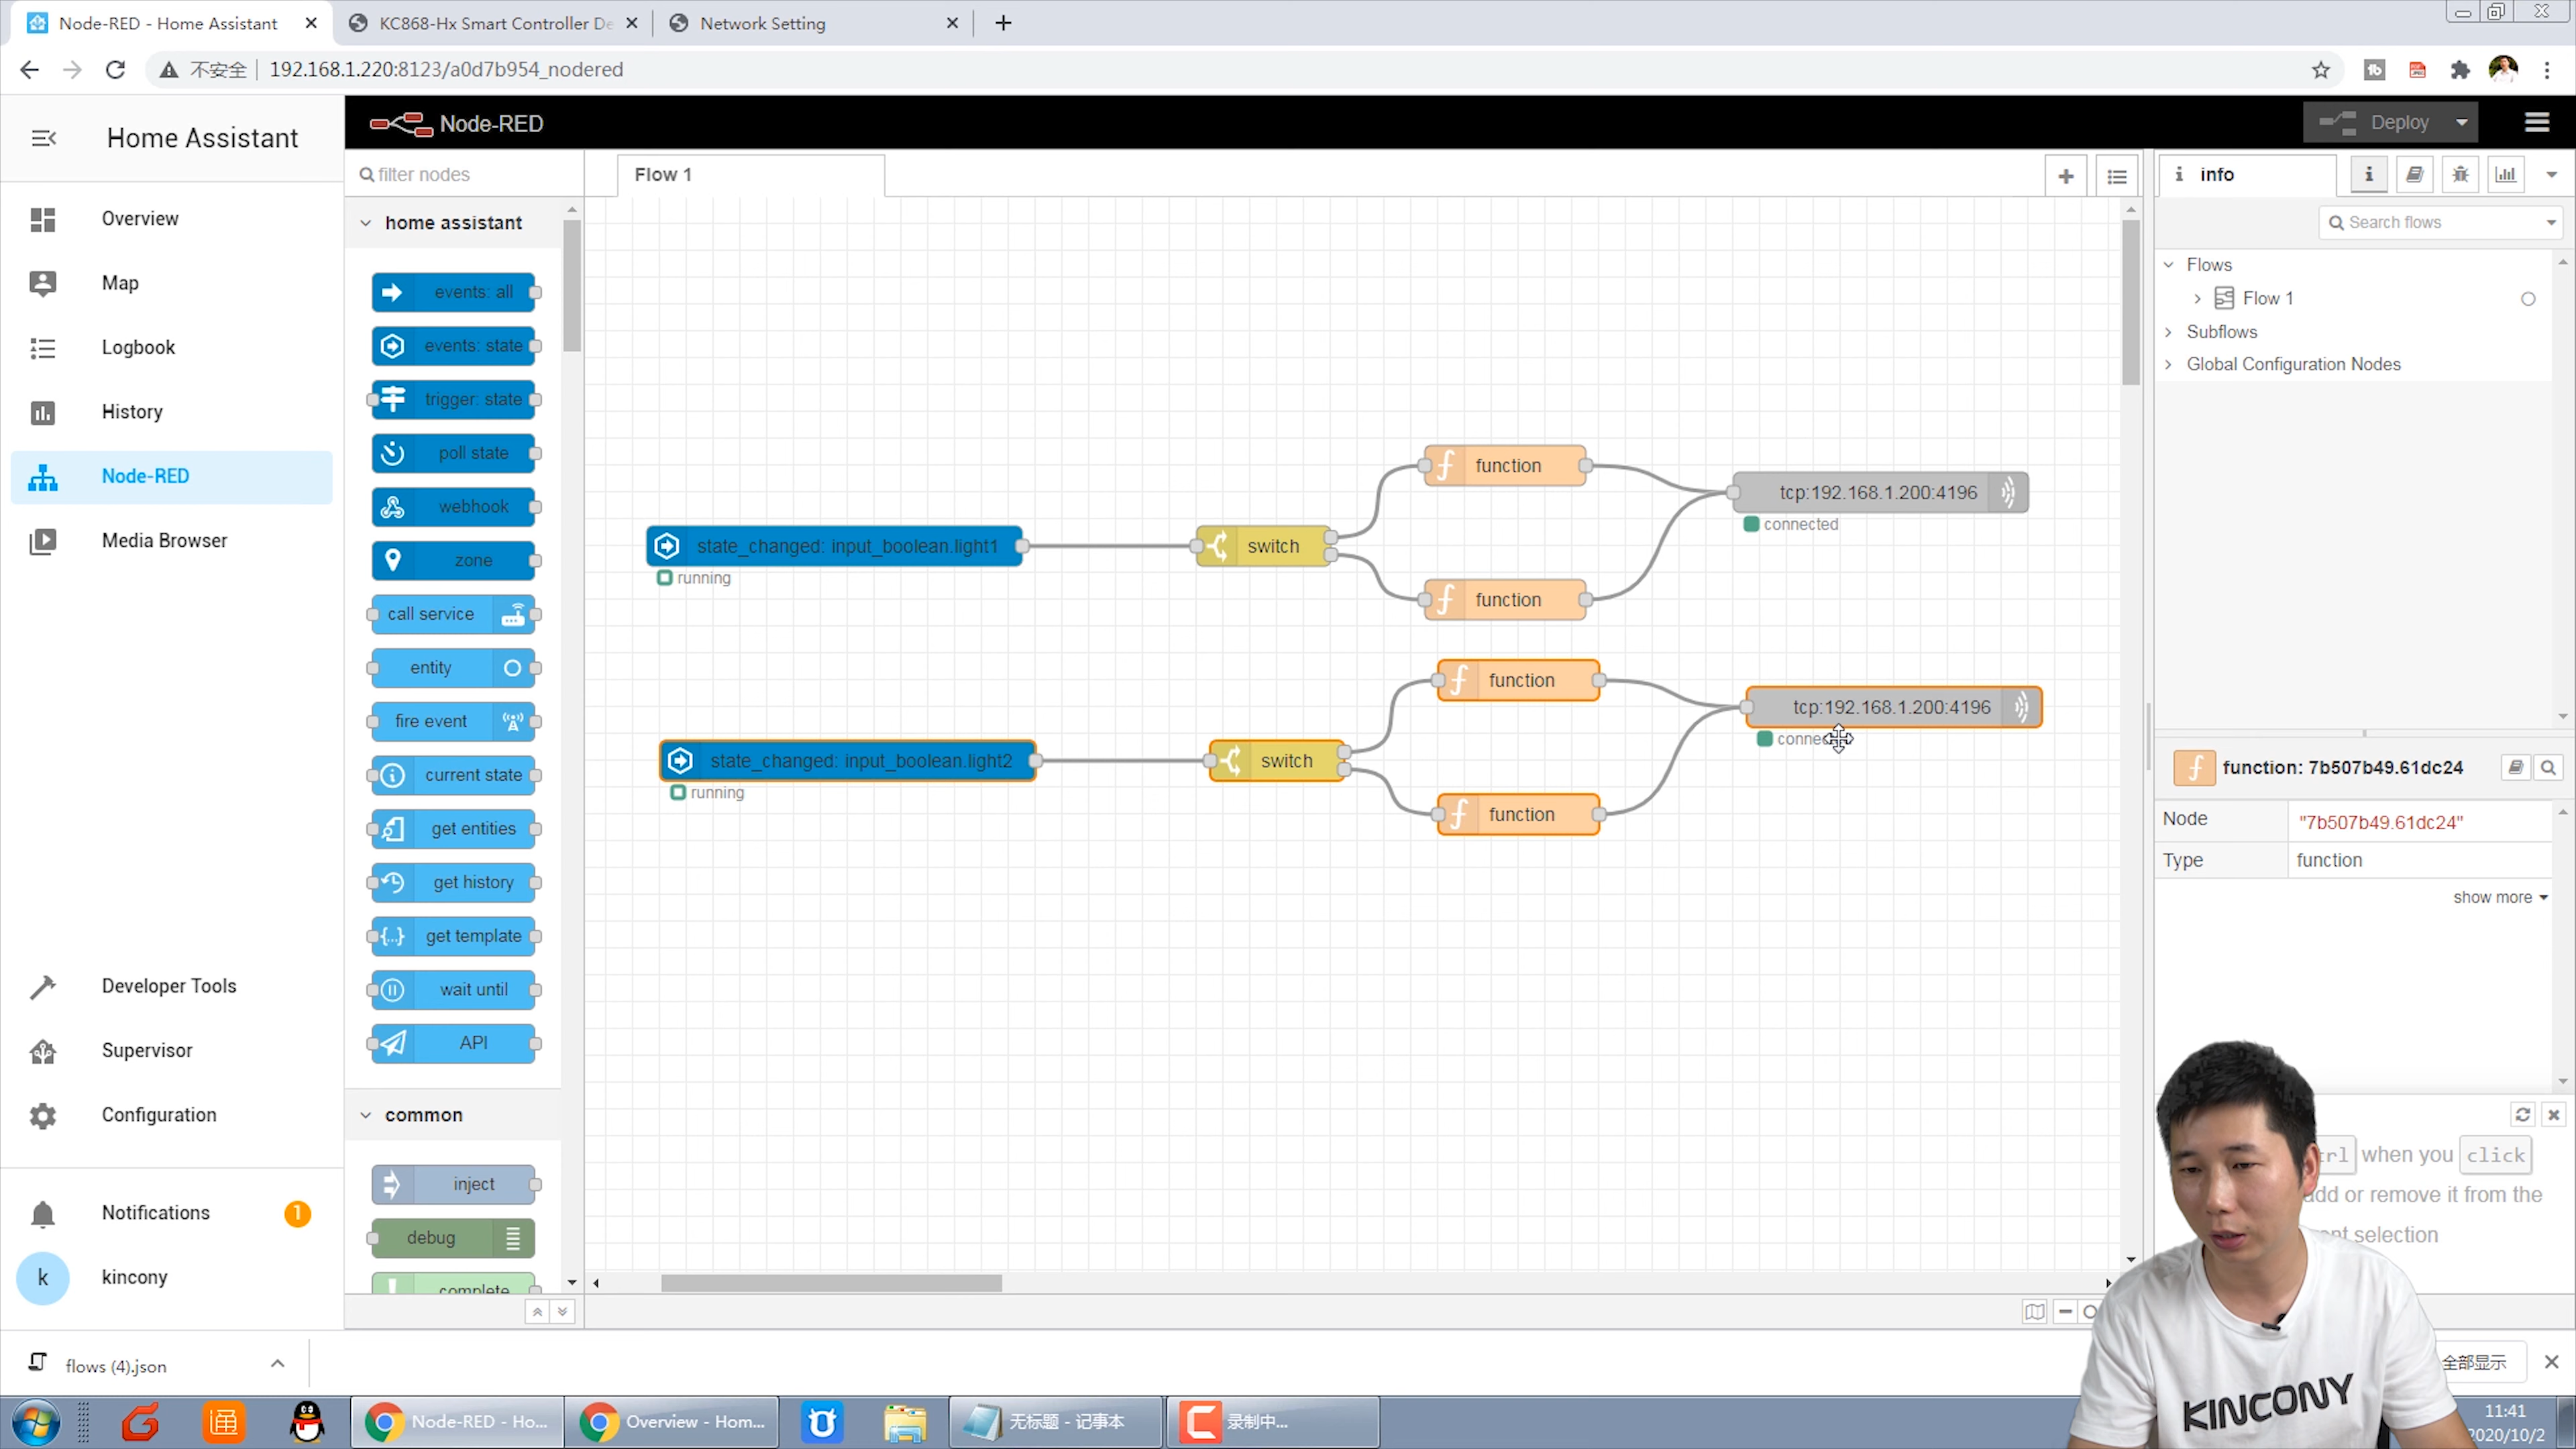 Node-RED - Home Assistant
KC868-Hx Smart Controller De
Network Setting
不安全
192.168.1.220:8123/a0d7b954_nodered
Home Assistant
Overview
Map
Logbook
History
Node-RED
Media Browser
Developer Tools
Supervisor
Configuration
Notifications
1
k
kincony
Node-RED
Deploy
filter nodes
home assistant
events: all
events: state
trigger: state
poll state
webhook
zone
call service
entity
fire event
current state
get entities
get history
get template
wait until
API
common
inject
debug
complete
Flow 1
state_changed: input_boolean.light1
running
switch
function
function
tcp:192.168.1.200:4196
connected
state_changed: input_boolean.light2
running
switch
function
function
tcp:192.168.1.200:4196
info
Search flows
Flows
Flow 1
Subflows
Global Configuration Nodes
function: 7b507b49.61dc24
Node
"7b507b49.61dc24"
Type
function
show more
when you click
add or remove it from the
selection
KINCONY
flows (4).json
全部显示
Node-RED - Ho...
Overview - Hom...
无标题 - 记事本
录制中...
11:41
2020/10/2